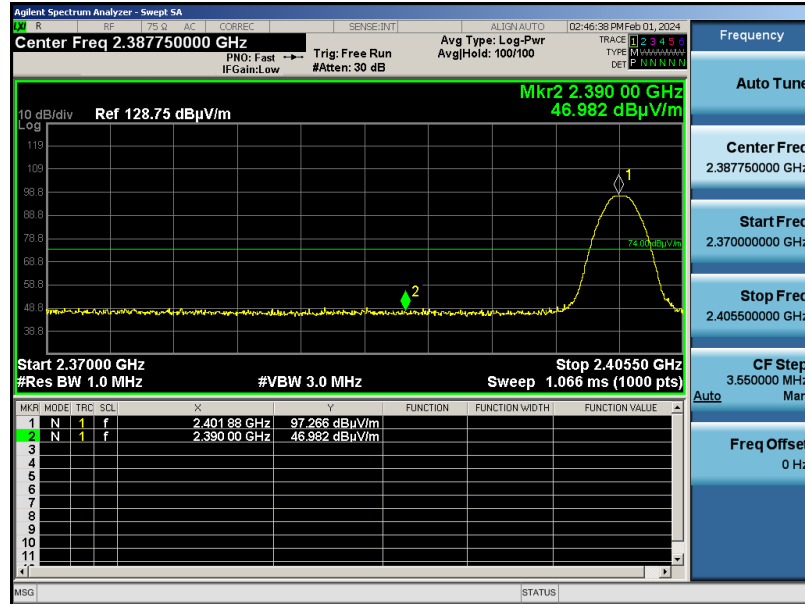 Agilent Spectrum Analyzer - Swept SA
LXI R RF 75 Ω AC CORREC SENSE:INT ALIGN AUTO 02:46:38 PM Feb 01, 2024
Center Freq 2.387750000 GHz
PNO: Fast
IFGain:Low
Trig: Free Run
#Atten: 30 dB
Avg Type: Log-Pwr
Avg|Hold: 100/100
TRACE 1 2 3 4 5 6
TYPE M
DET P N N N N N
Mkr2 2.390 00 GHz
46.982 dBµV/m
10 dB/div Ref 128.75 dBµV/m
Log
119
109
98.8
88.8
78.8
68.8
58.8
48.8
38.8
1
74.00 dBµV/m
2
Start 2.37000 GHz Stop 2.40550 GHz
#Res BW 1.0 MHz #VBW 3.0 MHz Sweep 1.066 ms (1000 pts)
MKR MODE TRC SCL X Y FUNCTION FUNCTION WIDTH FUNCTION VALUE
1 N 1 f 2.401 88 GHz 97.266 dBµV/m
2 N 1 f 2.390 00 GHz 46.982 dBµV/m
3
4
5
6
7
8
9
10
11
MSG STATUS
Frequency
Auto Tune
Center Freq
2.387750000 GHz
Start Freq
2.370000000 GHz
Stop Freq
2.405500000 GHz
CF Step
3.550000 MHz
Auto Man
Freq Offset
0 Hz